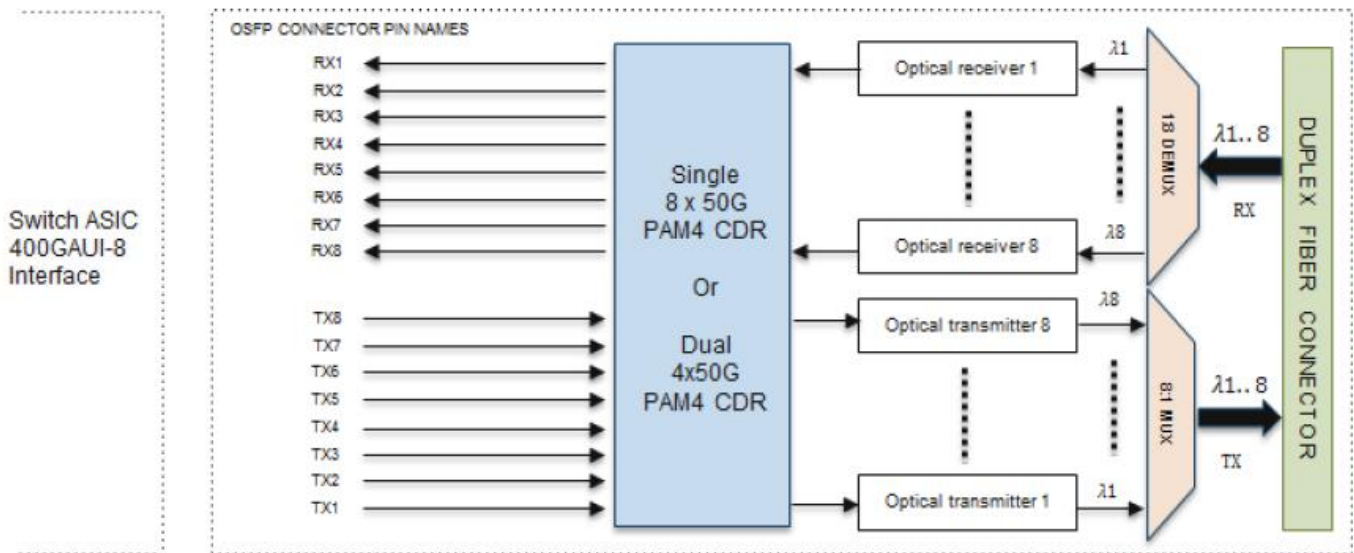 OSFP CONNECTOR PIN NAMES
RX1
RX2
RX3
RX4
RX5
RX6
RX7
RX8
TX8
TX7
TX6
TX5
TX4
TX3
TX2
TX1
Switch ASIC
400GAUI-8
Interface
Single
8 x 50G
PAM4 CDR
Or
Dual
4x50G
PAM4 CDR
Optical receiver 1
λ1
Optical receiver 8
λ8
Optical transmitter 8
λ8
Optical transmitter 1
λ1
1:8 DEMUX
8:1 MUX
λ1..8
RX
λ1..8
TX
DUPLEX FIBER CONNECTOR